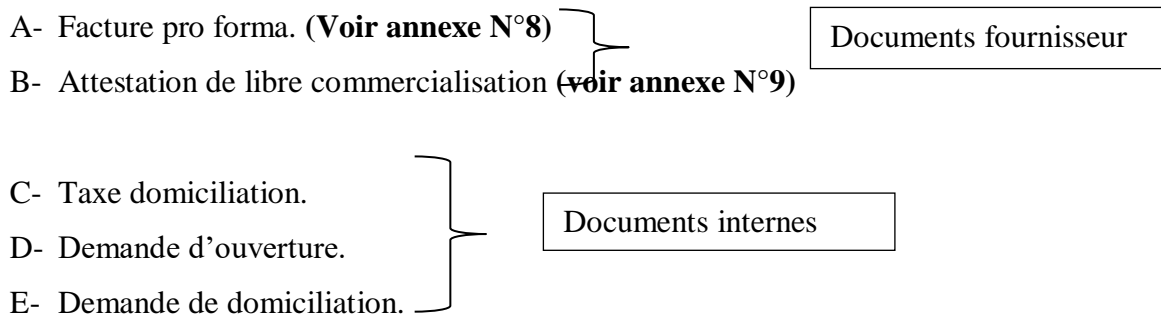 A- Facture pro forma. (Voir annexe N°8)
Documents fournisseur
B- Attestation de libre commercialisation (voir annexe N°9)
C- Taxe domiciliation.
Documents internes
D- Demande d'ouverture.
E- Demande de domiciliation.